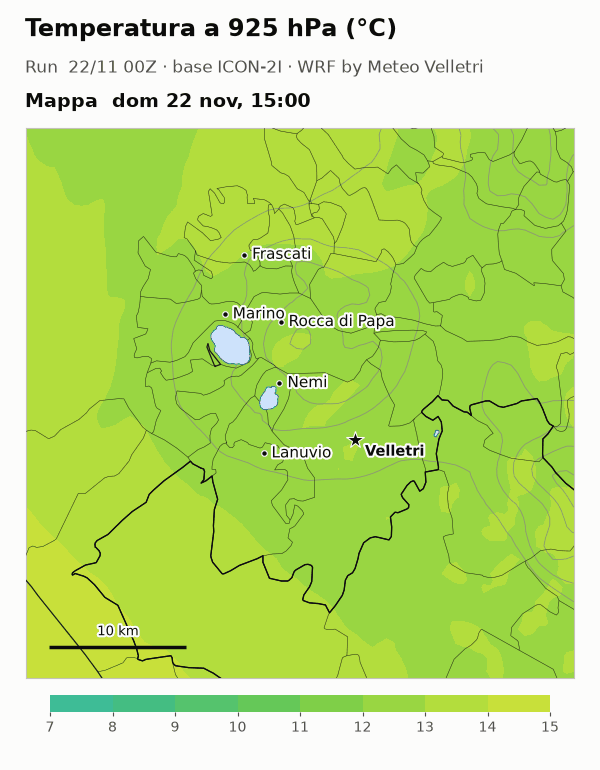 Temperatura a 925 hPa (°C)
Run  22/11 00Z · base ICON-2I · WRF by Meteo Velletri
Mappa  dom 22 nov, 15:00
Frascati
Marino
Rocca di Papa
Nemi
Velletri
Lanuvio
10 km
7 8 9 10 11 12 13 14 15